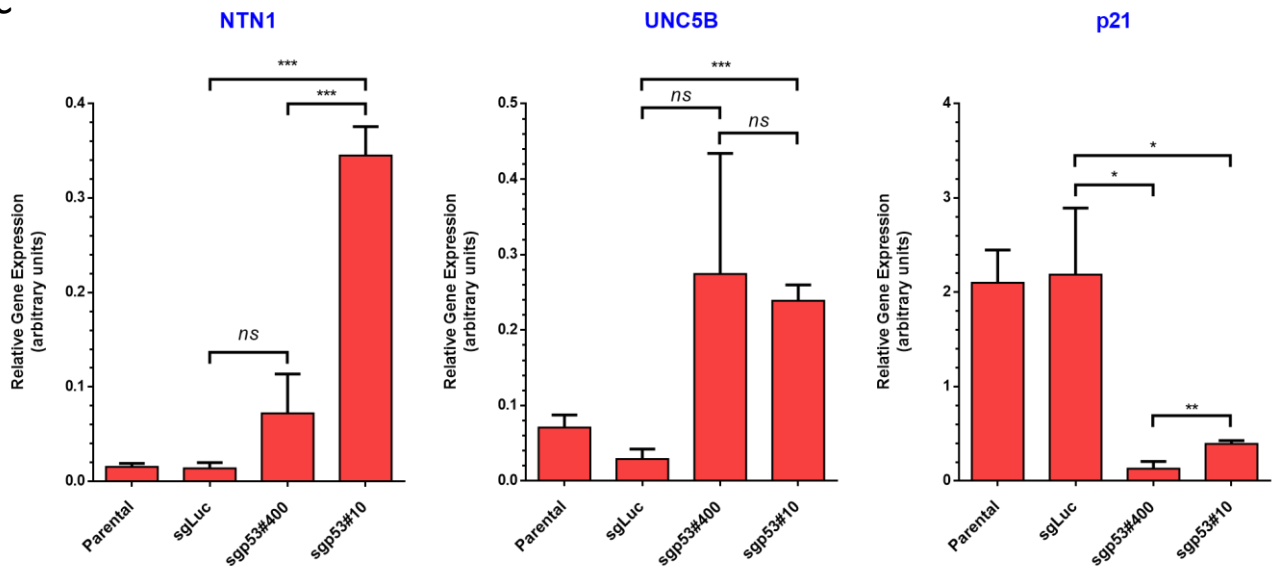 NTN1
Relative Gene Expression
(arbitrary units)
0.4
0.3
0.2
0.1
0.0
***
***
ns
Parental
sgLuc
sgp53#400
sgp53#10
UNC5B
Relative Gene Expression
(arbitrary units)
0.5
0.4
0.3
0.2
0.1
0.0
***
ns
ns
Parental
sgLuc
sgp53#400
sgp53#10
p21
Relative Gene Expression
(arbitrary units)
4
3
2
1
0
*
*
**
Parental
sgLuc
sgp53#400
sgp53#10